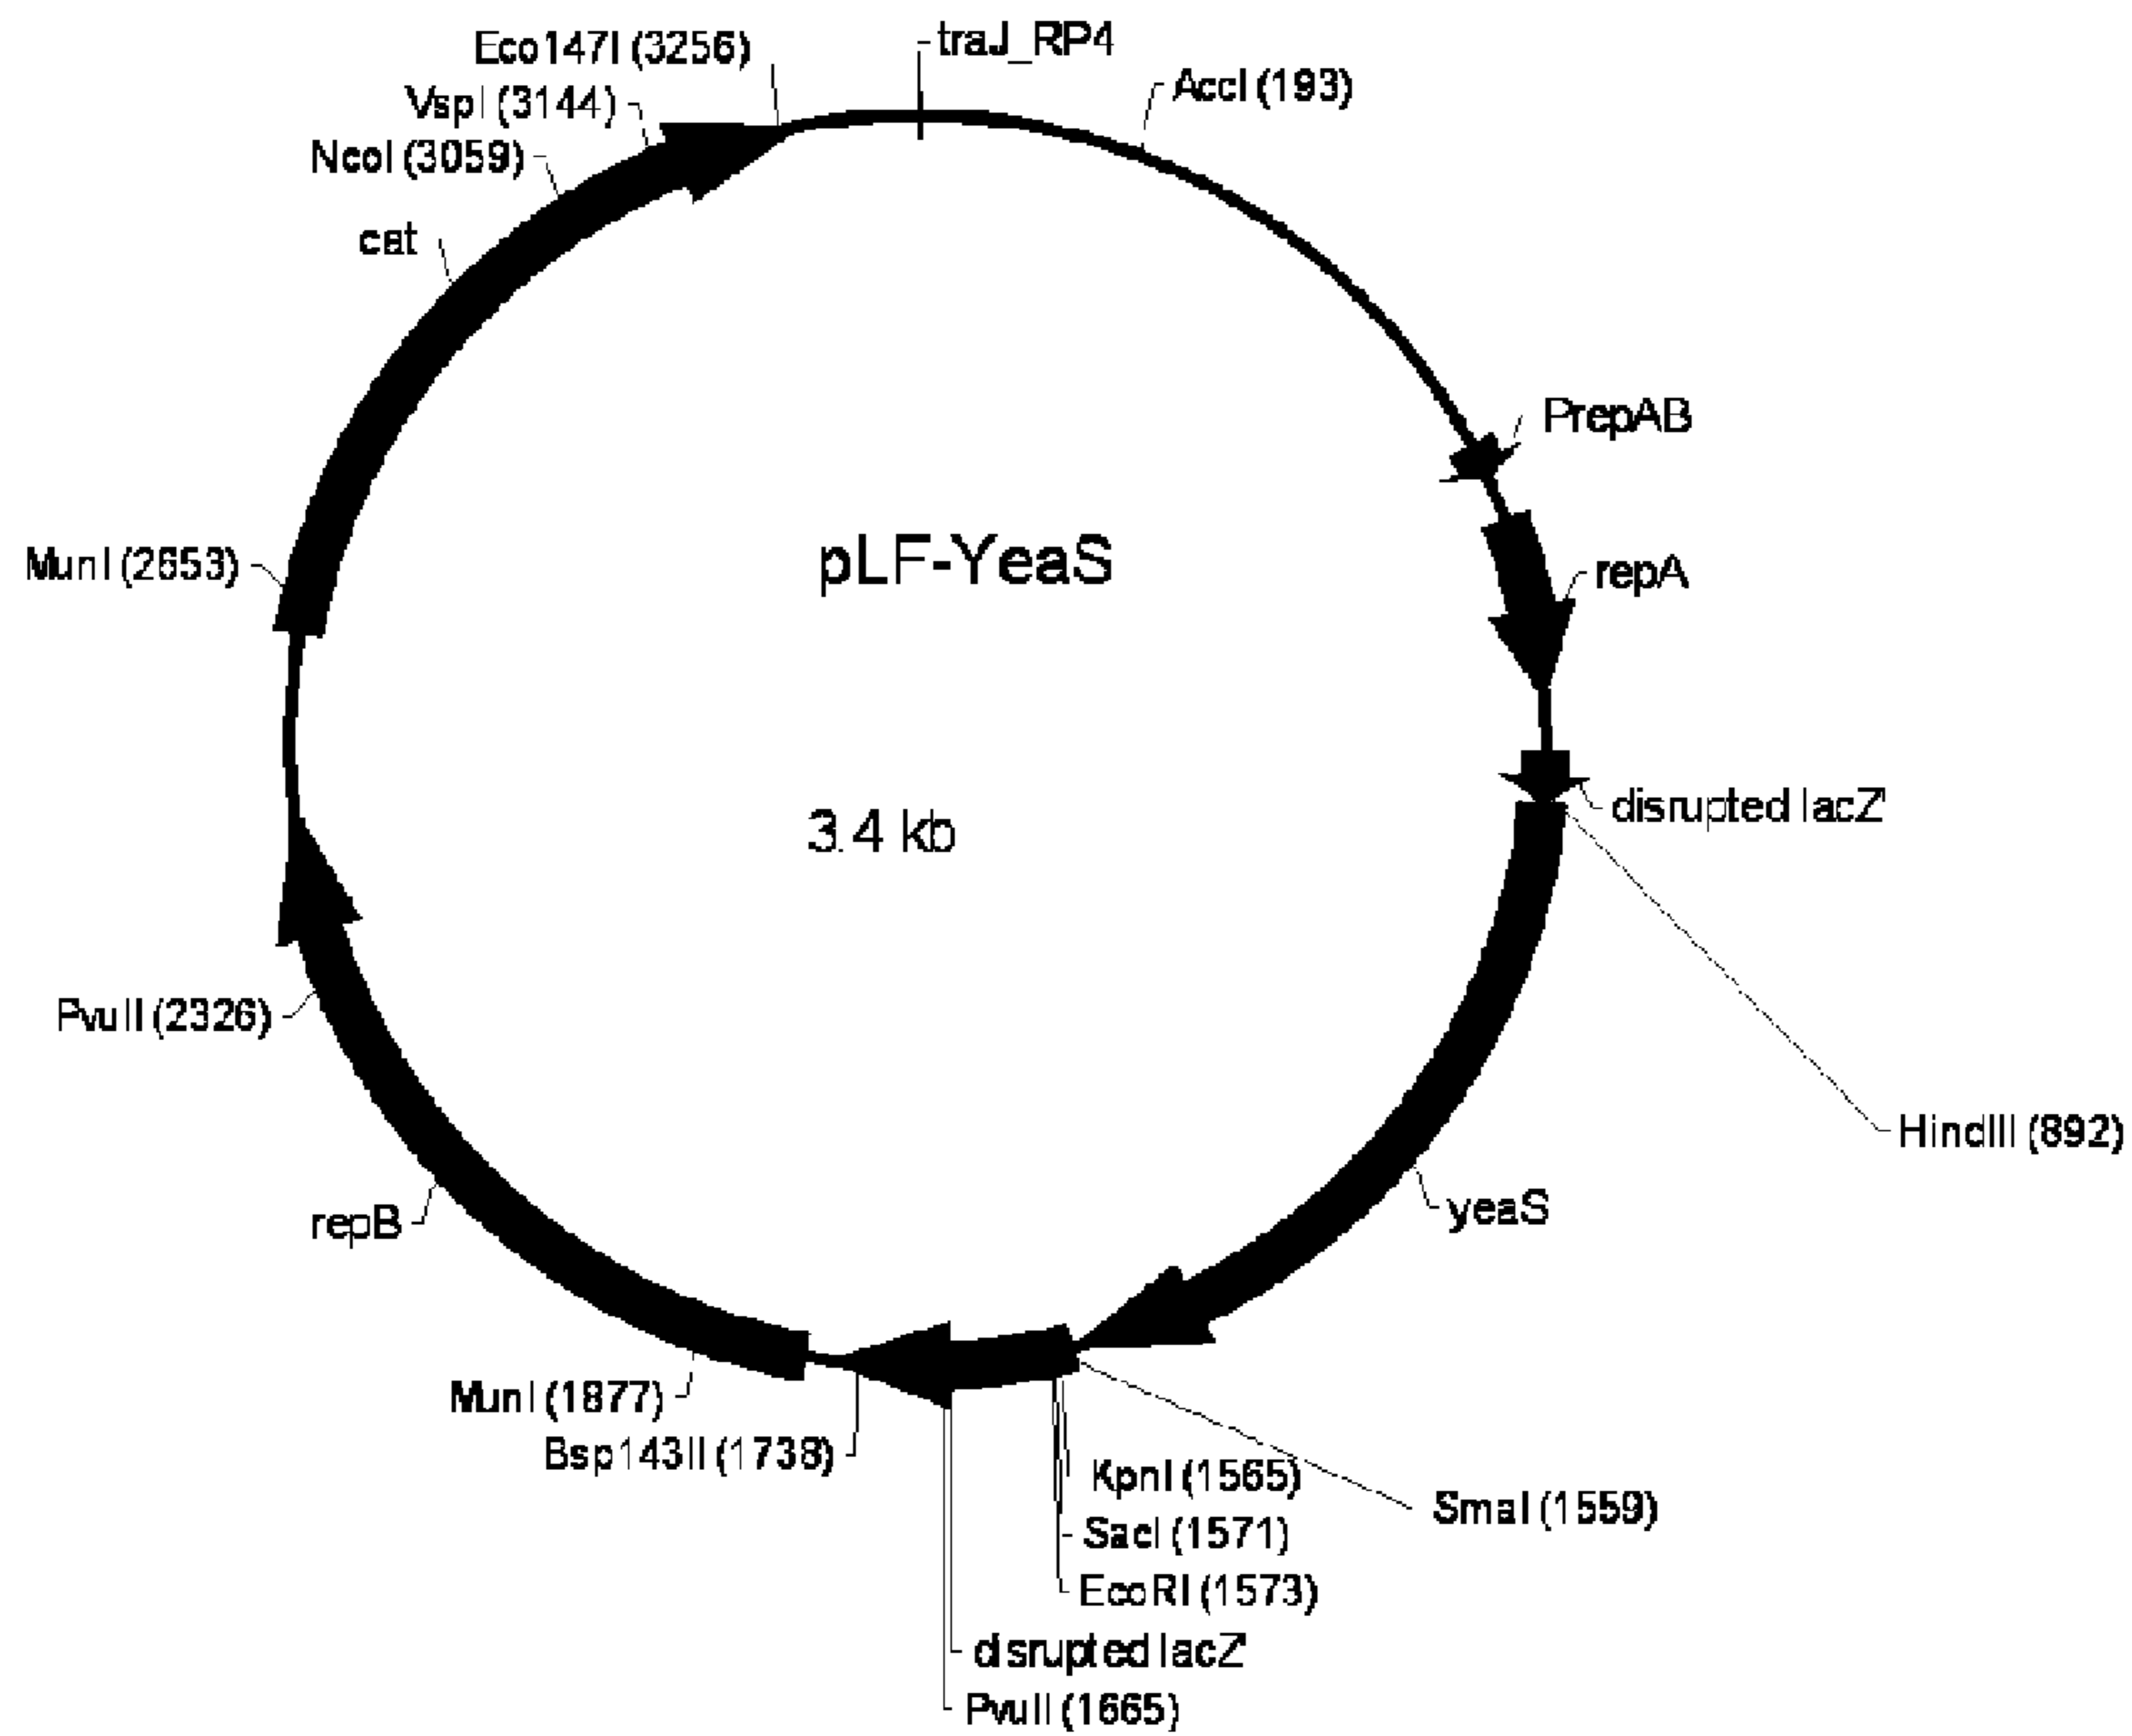 traJ_RP4
Eco147I (3256)
AccI (193)
VspI (3144)
NcoI (3059)
cat
PrepAB
pLF-YeaS
MunI (2653)
repA
disrupted lacZ'
3.4 kb
PvuII (2326)
HindIII (892)
yeaS
repB
MunI (1877)
Bsp143II (1738)
KpnI (1565)
SmaI (1559)
SacI (1571)
EcoRI (1573)
disrupted lacZ'
PvuII (1665)